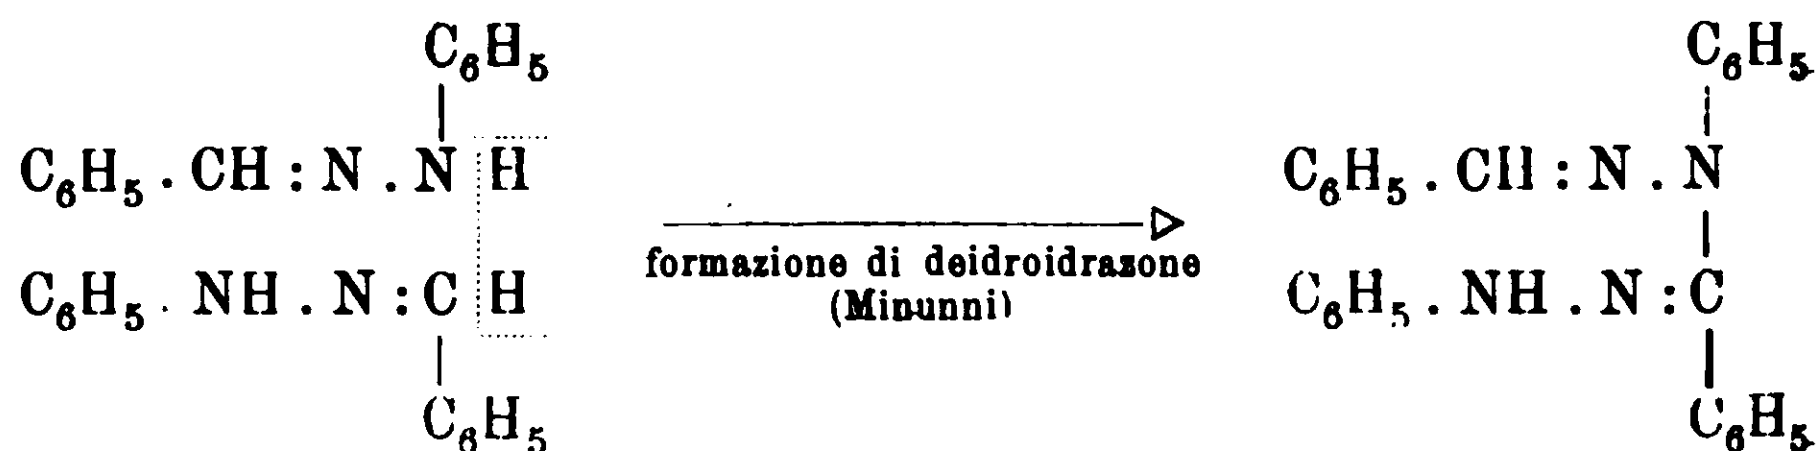 C₆H₅ C₆H₅
C₆H₅ . CH : N . N H C₆H₅ . CH : N . N
formazione di deidroidrazone
(Minunni)
C₆H₅ . NH . N : C H C₆H₅ . NH . N : C
C₆H₅ C₆H₅